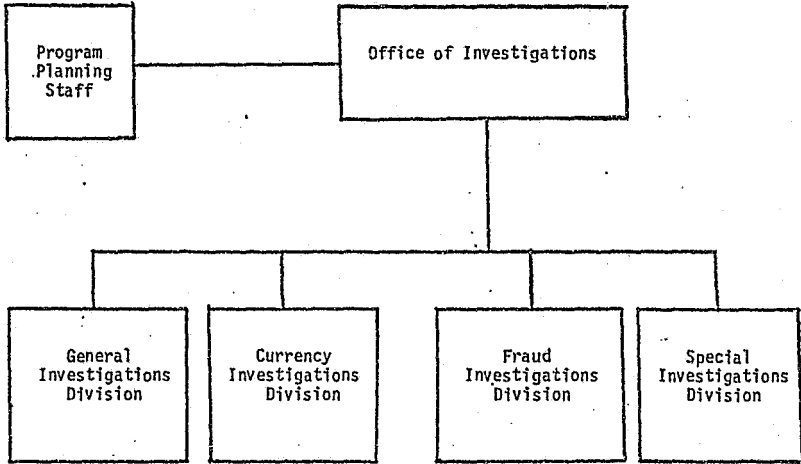 Program
Planning
Staff
Office of Investigations
General
Investigations
Division
Currency
Investigations
Division
Fraud
Investigations
Division
Special
Investigations
Division